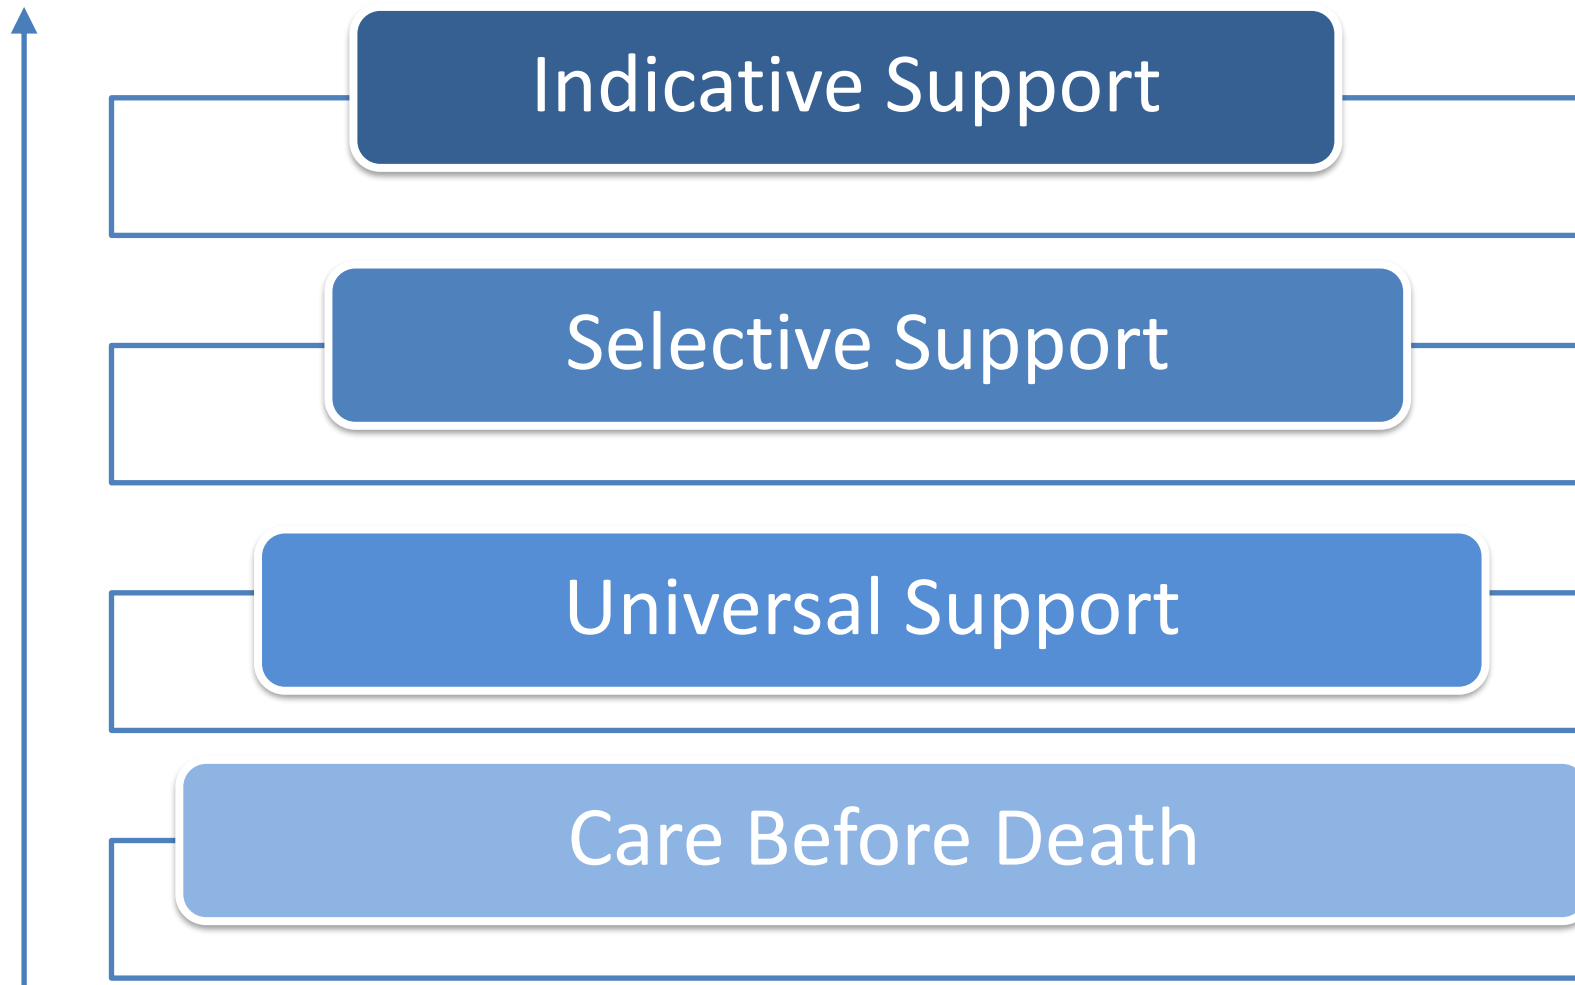 Indicative Support
Selective Support
Universal Support
Care Before Death